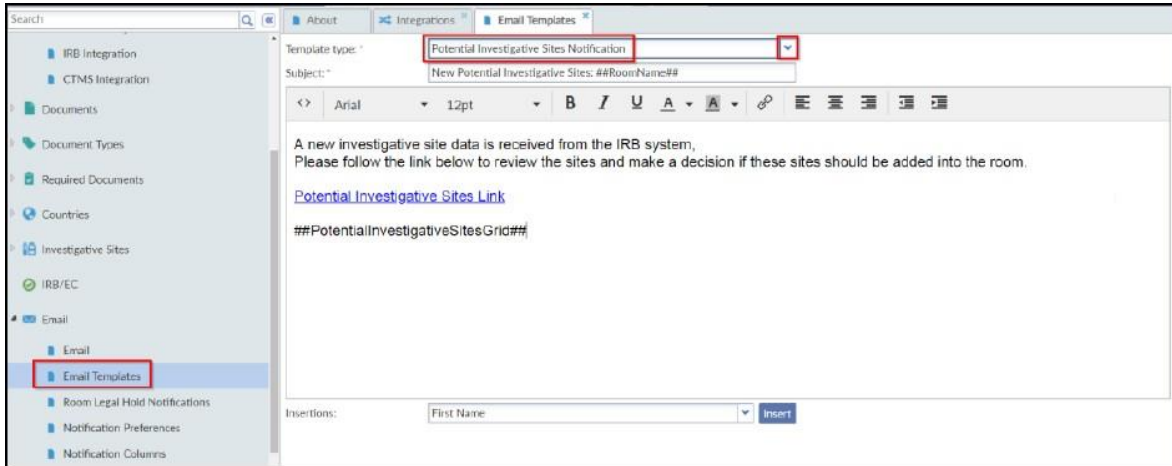 Search
About
Integrations
Email Templates
IRB Integration
CTMS Integration
Documents
Document Types
Required Documents
Countries
Investigative Sites
IRB/EC
Email
Email
Email Templates
Room Legal Hold Notifications
Notification Preferences
Notification Columns
Template type: *
Potential Investigative Sites Notification
Subject: *
New Potential Investigative Sites: ##RoomName##
Arial 12pt B I U A A
A new investigative site data is received from the IRB system,
Please follow the link below to review the sites and make a decision if these sites should be added into the room.
Potential Investigative Sites Link
##PotentialInvestigativeSitesGrid##
Insertions:
First Name
Insert